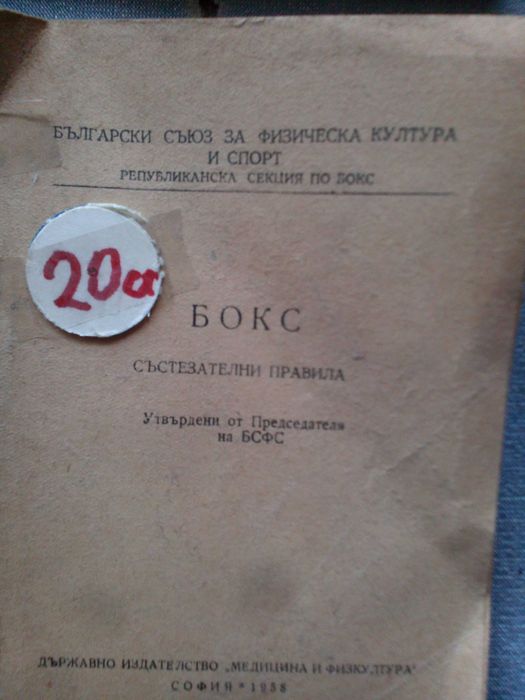 БЪЛГАРСКИ СЪЮЗ ЗА ФИЗИЧЕСКА КУЛТУРА
И СПОРТ
РЕПУБЛИКАНСКА СЕКЦИЯ ПО БОКС
20лв
БОКС
СЪСТЕЗАТЕЛНИ ПРАВИЛА
Утвърдени от Председателя
на БСФС
ДЪРЖАВНО ИЗДАТЕЛСТВО „МЕДИЦИНА И ФИЗКУЛТУРА"
СОФИЯ * 1958